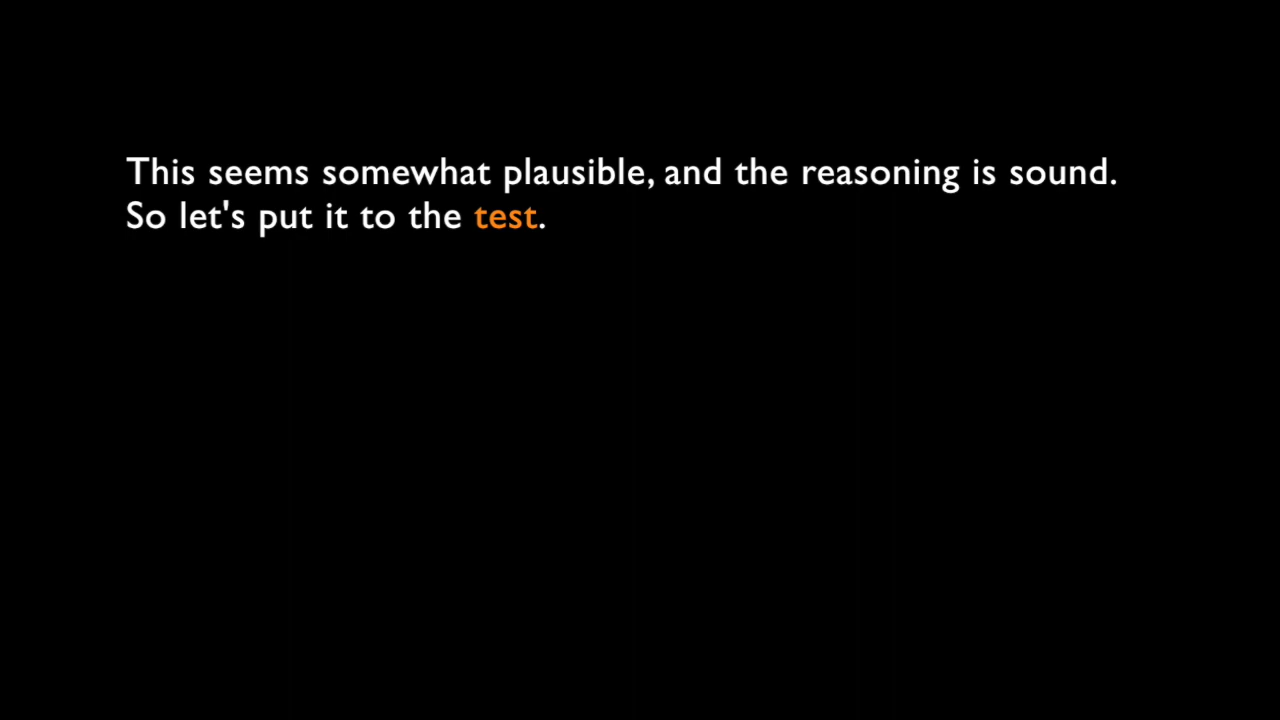 This seems somewhat plausible, and the reasoning is sound.
So let's put it to the test.